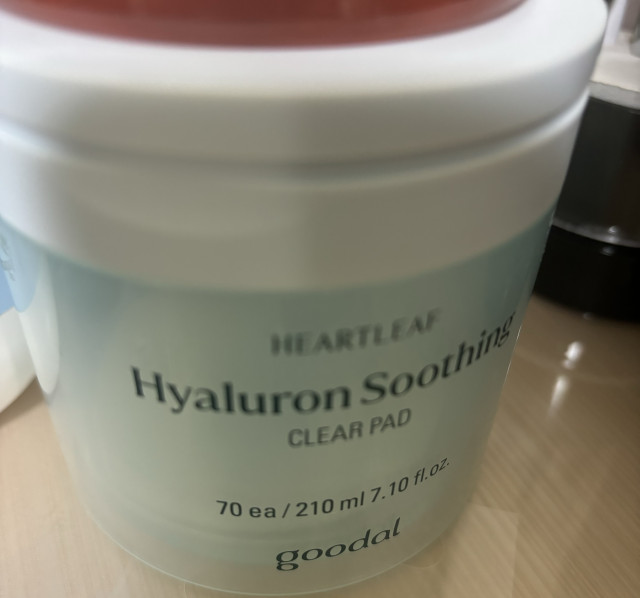 HEARTLEAF
Hyaluron Soothing
CLEAR PAD
70 ea / 210 ml 7.10 fl.oz.
goodal